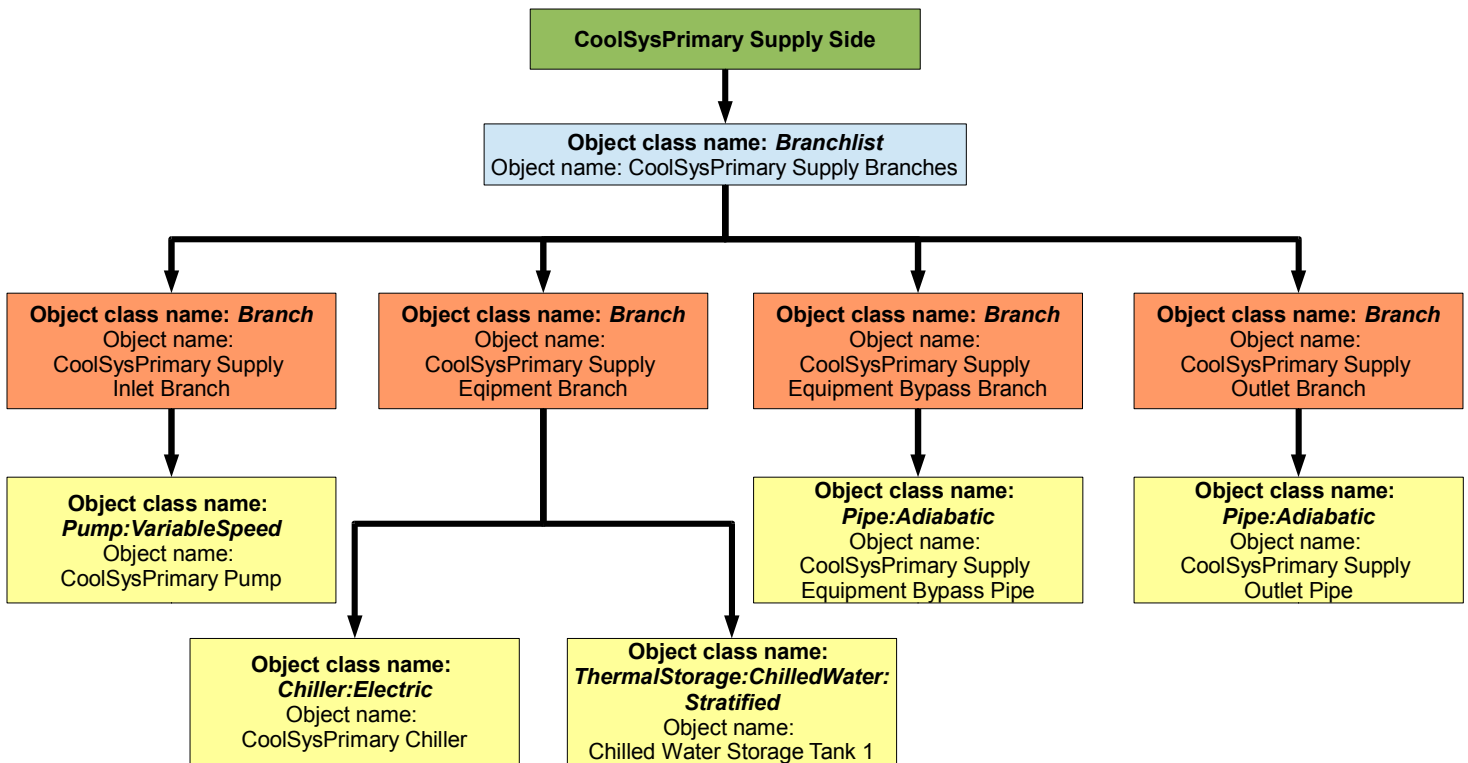 CoolSysPrimary Supply Side
Object class name: Branchlist
Object name: CoolSysPrimary Supply Branches
Object class name: Branch
Object name:
CoolSysPrimary Supply
Inlet Branch
Object class name: Branch
Object name:
CoolSysPrimary Supply
Eqipment Branch
Object class name: Branch
Object name:
CoolSysPrimary Supply
Equipment Bypass Branch
Object class name: Branch
Object name:
CoolSysPrimary Supply
Outlet Branch
Object class name:
Pump:VariableSpeed
Object name:
CoolSysPrimary Pump
Object class name:
Pipe:Adiabatic
Object name:
CoolSysPrimary Supply
Equipment Bypass Pipe
Object class name:
Pipe:Adiabatic
Object name:
CoolSysPrimary Supply
Outlet Pipe
Object class name:
Chiller:Electric
Object name:
CoolSysPrimary Chiller
Object class name:
ThermalStorage:ChilledWater:
Stratified
Object name:
Chilled Water Storage Tank 1